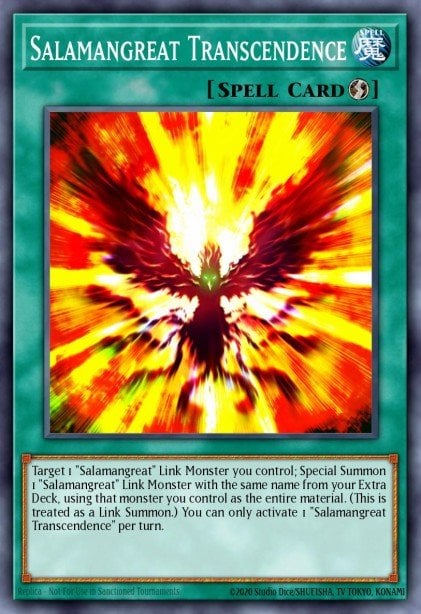 SALAMANGREAT TRANSCENDENCE
SPELL
魔
[SPELL CARD]
Target 1 "Salamangreat" Link Monster you control; Special Summon
1 "Salamangreat" Link Monster with the same name from your Extra
Deck, using that monster you control as the entire material. (This is
treated as a Link Summon.) You can only activate 1 "Salamangreat
Transcendence" per turn.
Replica - Not For Use in Sanctioned Tournaments
©2020 Studio Dice/SHUEISHA, TV TOKYO, KONAMI